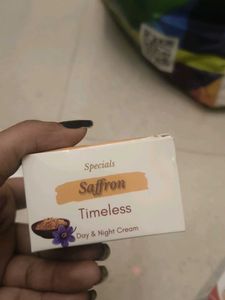 Specials
Saffron
Timeless
Day & Night Cream